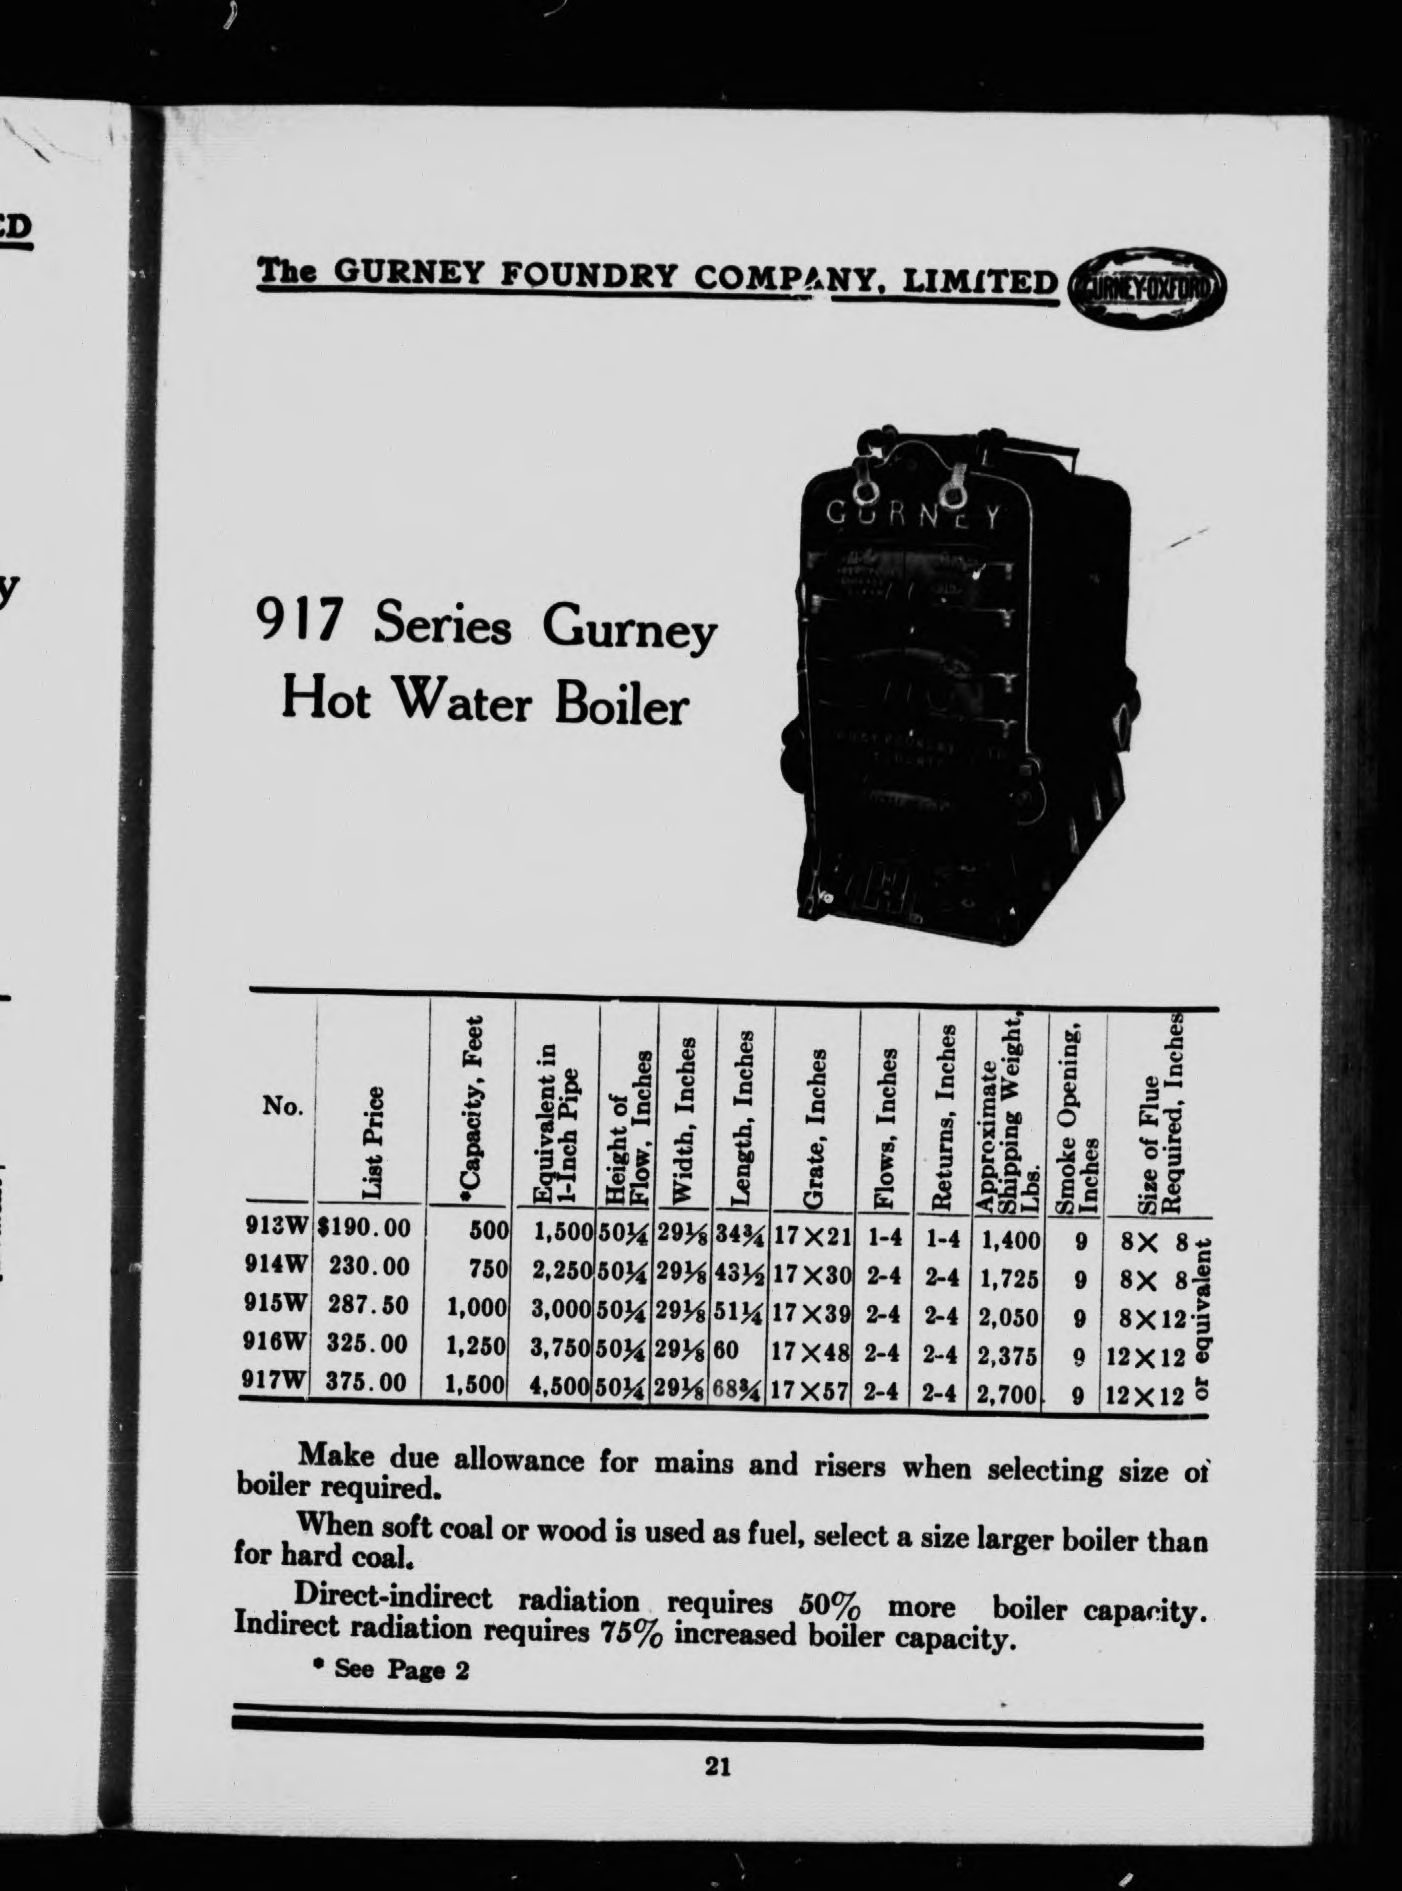 ED
The GURNEY FOUNDRY COMPANY, LIMITED
GURNEY-OXFORD
GURNEY
917 Series Gurney
Hot Water Boiler
y
No. | List Price | *Capacity, Feet | Equivalent in 1-Inch Pipe | Height of Flow, Inches | Width, Inches | Length, Inches | Grate, Inches | Flows, Inches | Returns, Inches | Approximate Shipping Weight, Lbs. | Smoke Opening, Inches | Size of Flue Required, Inches
913W $190.00 500 1,500 50¼ 29⅛ 34¾ 17×21 1-4 1-4 1,400 9 8× 8
914W 230.00 750 2,250 50¼ 29⅛ 43½ 17×30 2-4 2-4 1,725 9 8× 8
915W 287.50 1,000 3,000 50¼ 29⅛ 51¼ 17×39 2-4 2-4 2,050 9 8×12
916W 325.00 1,250 3,750 50¼ 29⅛ 60 17×48 2-4 2-4 2,375 9 12×12
917W 375.00 1,500 4,500 50¼ 29⅛ 68¾ 17×57 2-4 2-4 2,700 9 12×12
or equivalent
Make due allowance for mains and risers when selecting size of
boiler required.
When soft coal or wood is used as fuel, select a size larger boiler than
for hard coal.
Direct-indirect radiation requires 50% more boiler capacity.
Indirect radiation requires 75% increased boiler capacity.
* See Page 2
21